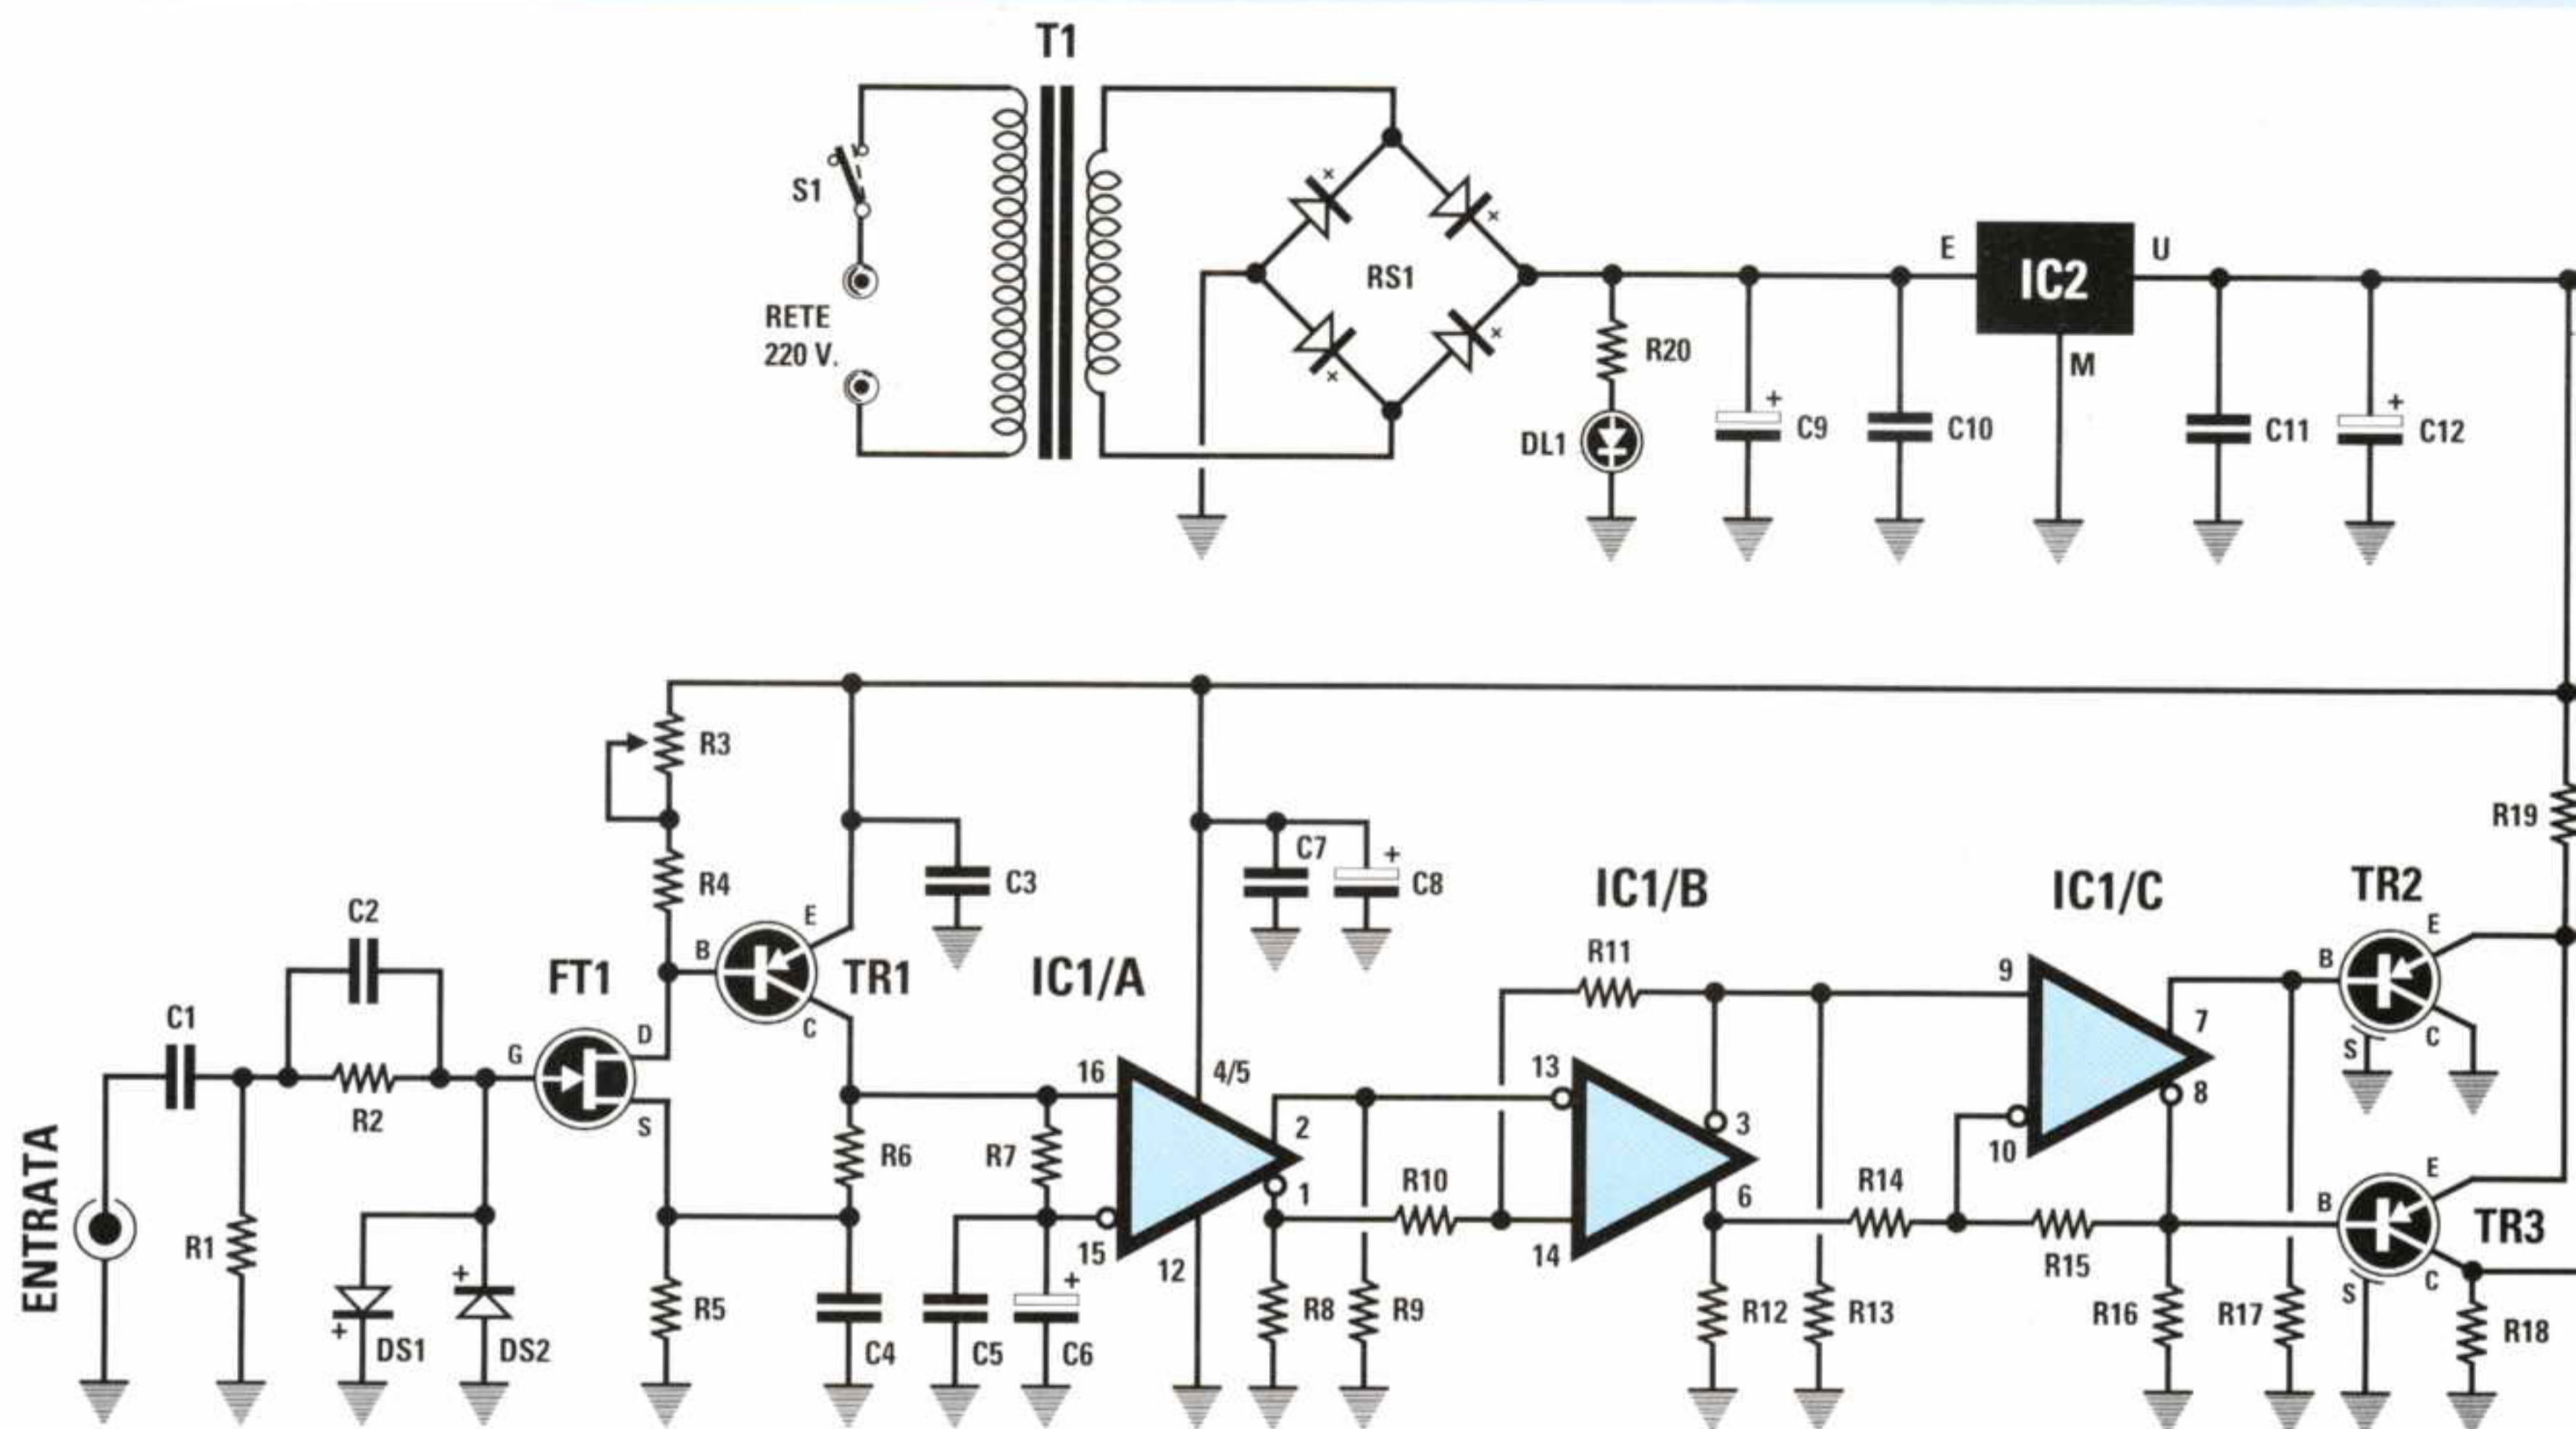 T1
S1
RETE
220 V.
RS1
E
IC2
U
M
R20
DL1
+
C9
C10
C11
+
C12
R3
R4
C3
C7
+
C8
R19
C2
FT1
B
E
TR1
C
IC1/A
IC1/B
R11
IC1/C
TR2
B
E
S
C
C1
G
D
S
R2
16
4/5
2
1
15
12
R6
R7
13
3
6
14
R10
9
10
7
8
R14
R15
ENTRATA
R1
+
DS1
+
DS2
R5
C4
C5
+
C6
R8
R9
R12
R13
R16
R17
B
E
TR3
S
C
R18